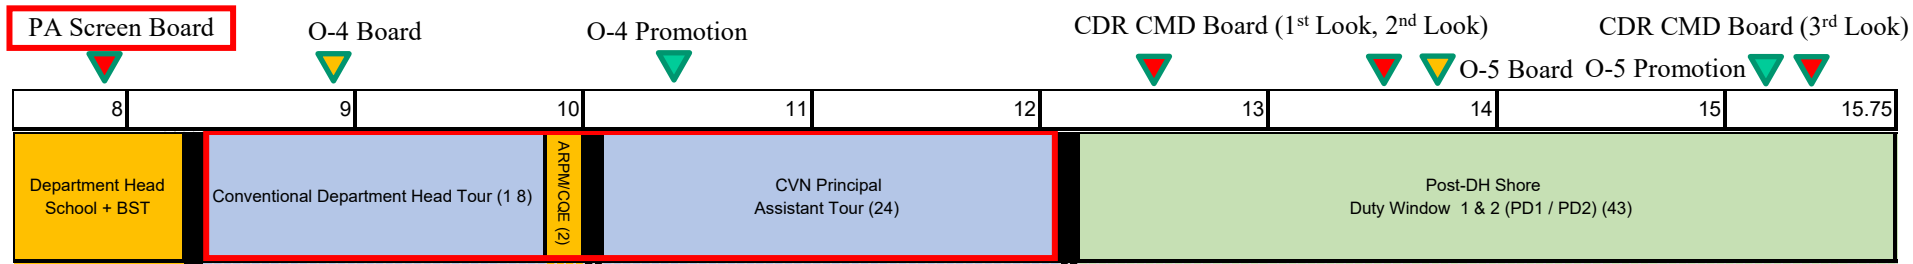 PA Screen Board
O-4 Board
O-4 Promotion
CDR CMD Board (1st Look, 2nd Look)
CDR CMD Board (3rd Look)
O-5 Board
O-5 Promotion
8
9
10
11
12
13
14
15
15.75
Department Head
School + BST
Conventional Department Head Tour (1 8)
ARPM/CQE (2)
CVN Principal
Assistant Tour (24)
Post-DH Shore
Duty Window 1 & 2 (PD1 / PD2) (43)